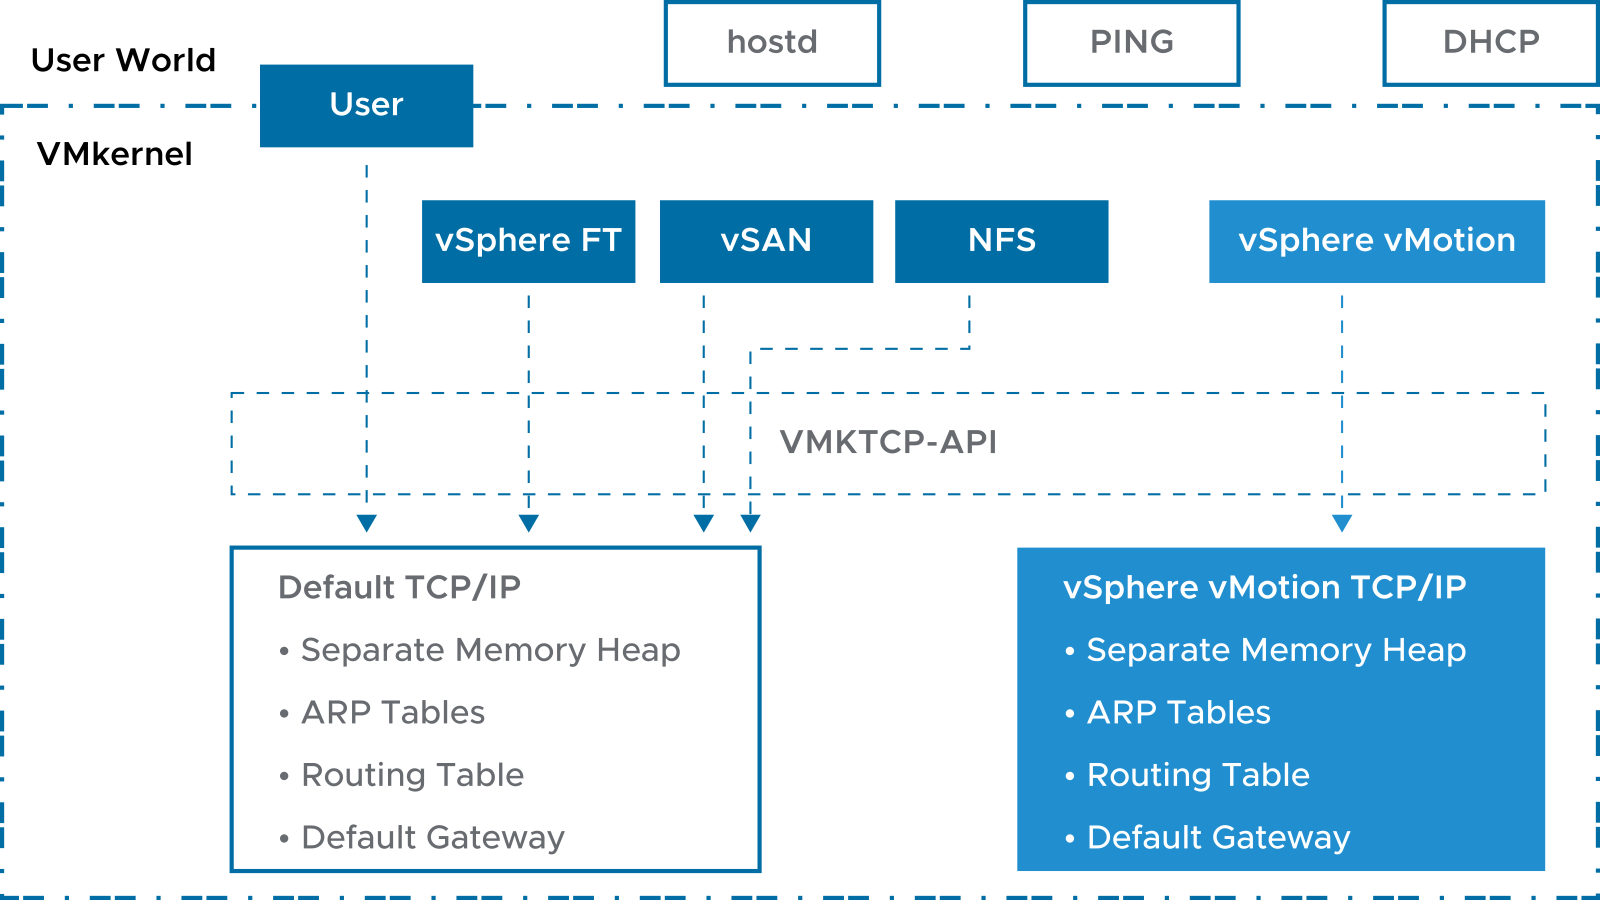 hostd
PING
DHCP
User World
User
VMkernel
vSphere FT
vSAN
NFS
vSphere vMotion
VMKTCP-API
Default TCP/IP
• Separate Memory Heap
• ARP Tables
• Routing Table
• Default Gateway
vSphere vMotion TCP/IP
• Separate Memory Heap
• ARP Tables
• Routing Table
• Default Gateway